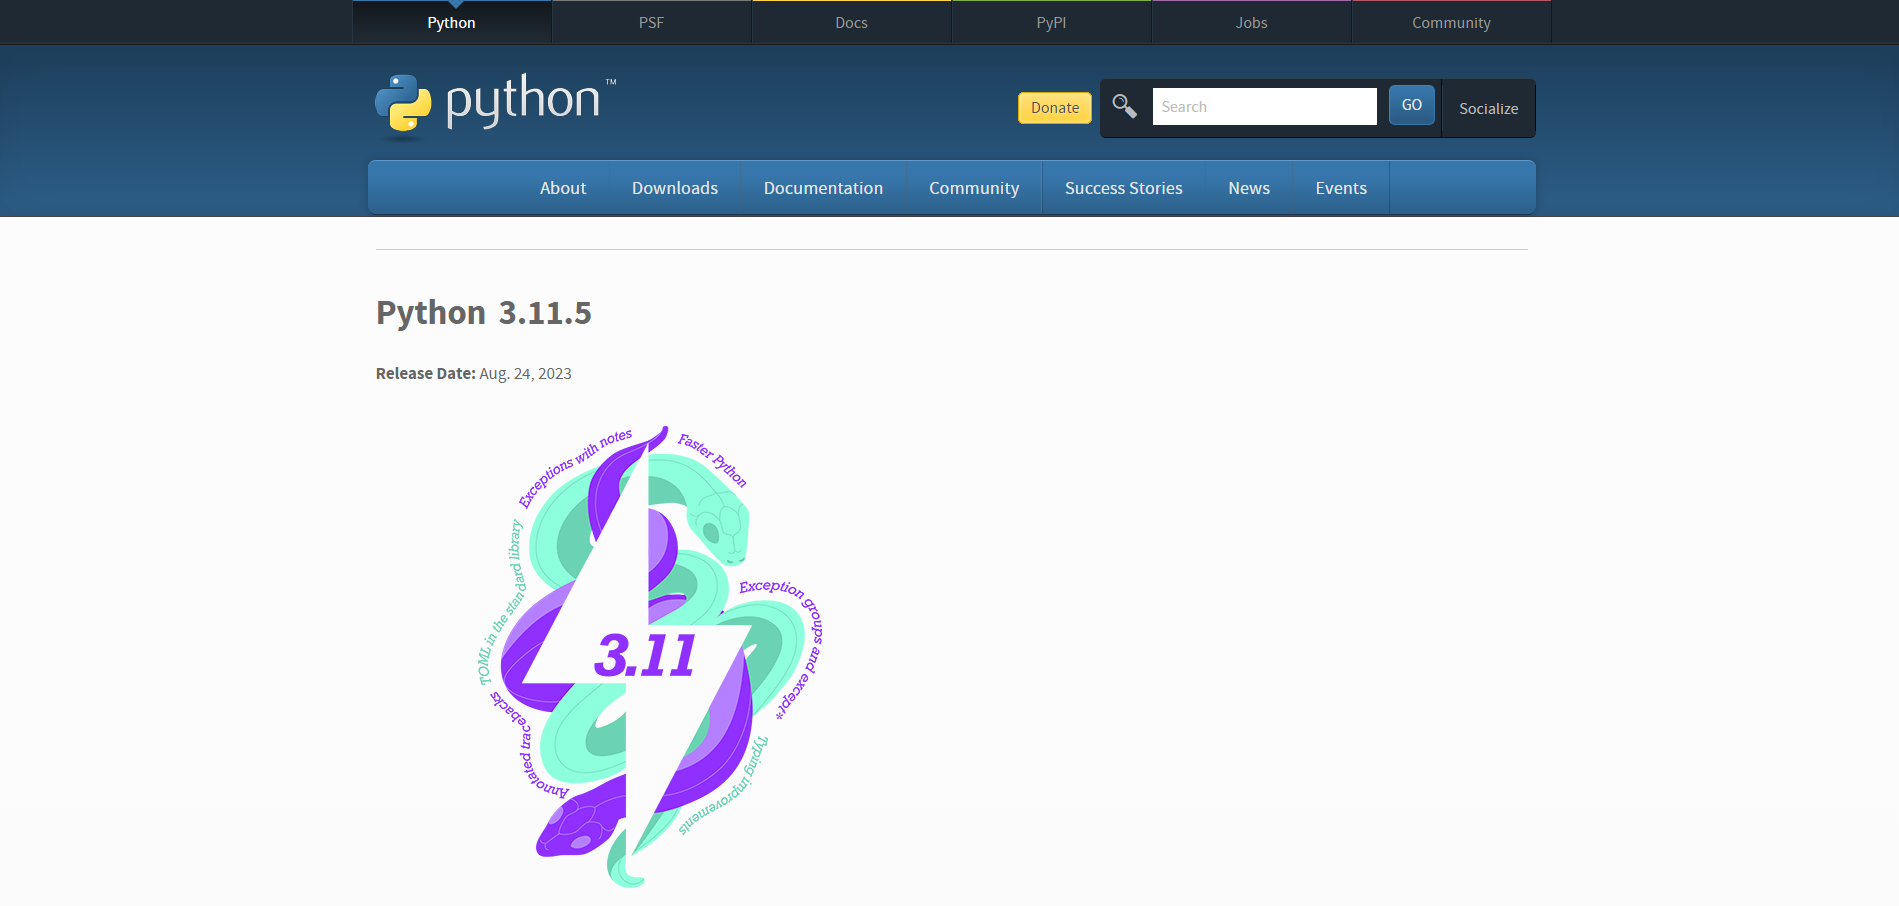 Python PSF Docs PyPI Jobs Community
python™
Donate Search GO Socialize
About Downloads Documentation Community Success Stories News Events
Python 3.11.5
Release Date: Aug. 24, 2023
Exceptions with notes
Faster Python
TOML in the standard library
Exception groups and except*
3.11
Annotated tracebacks
Typing improvements